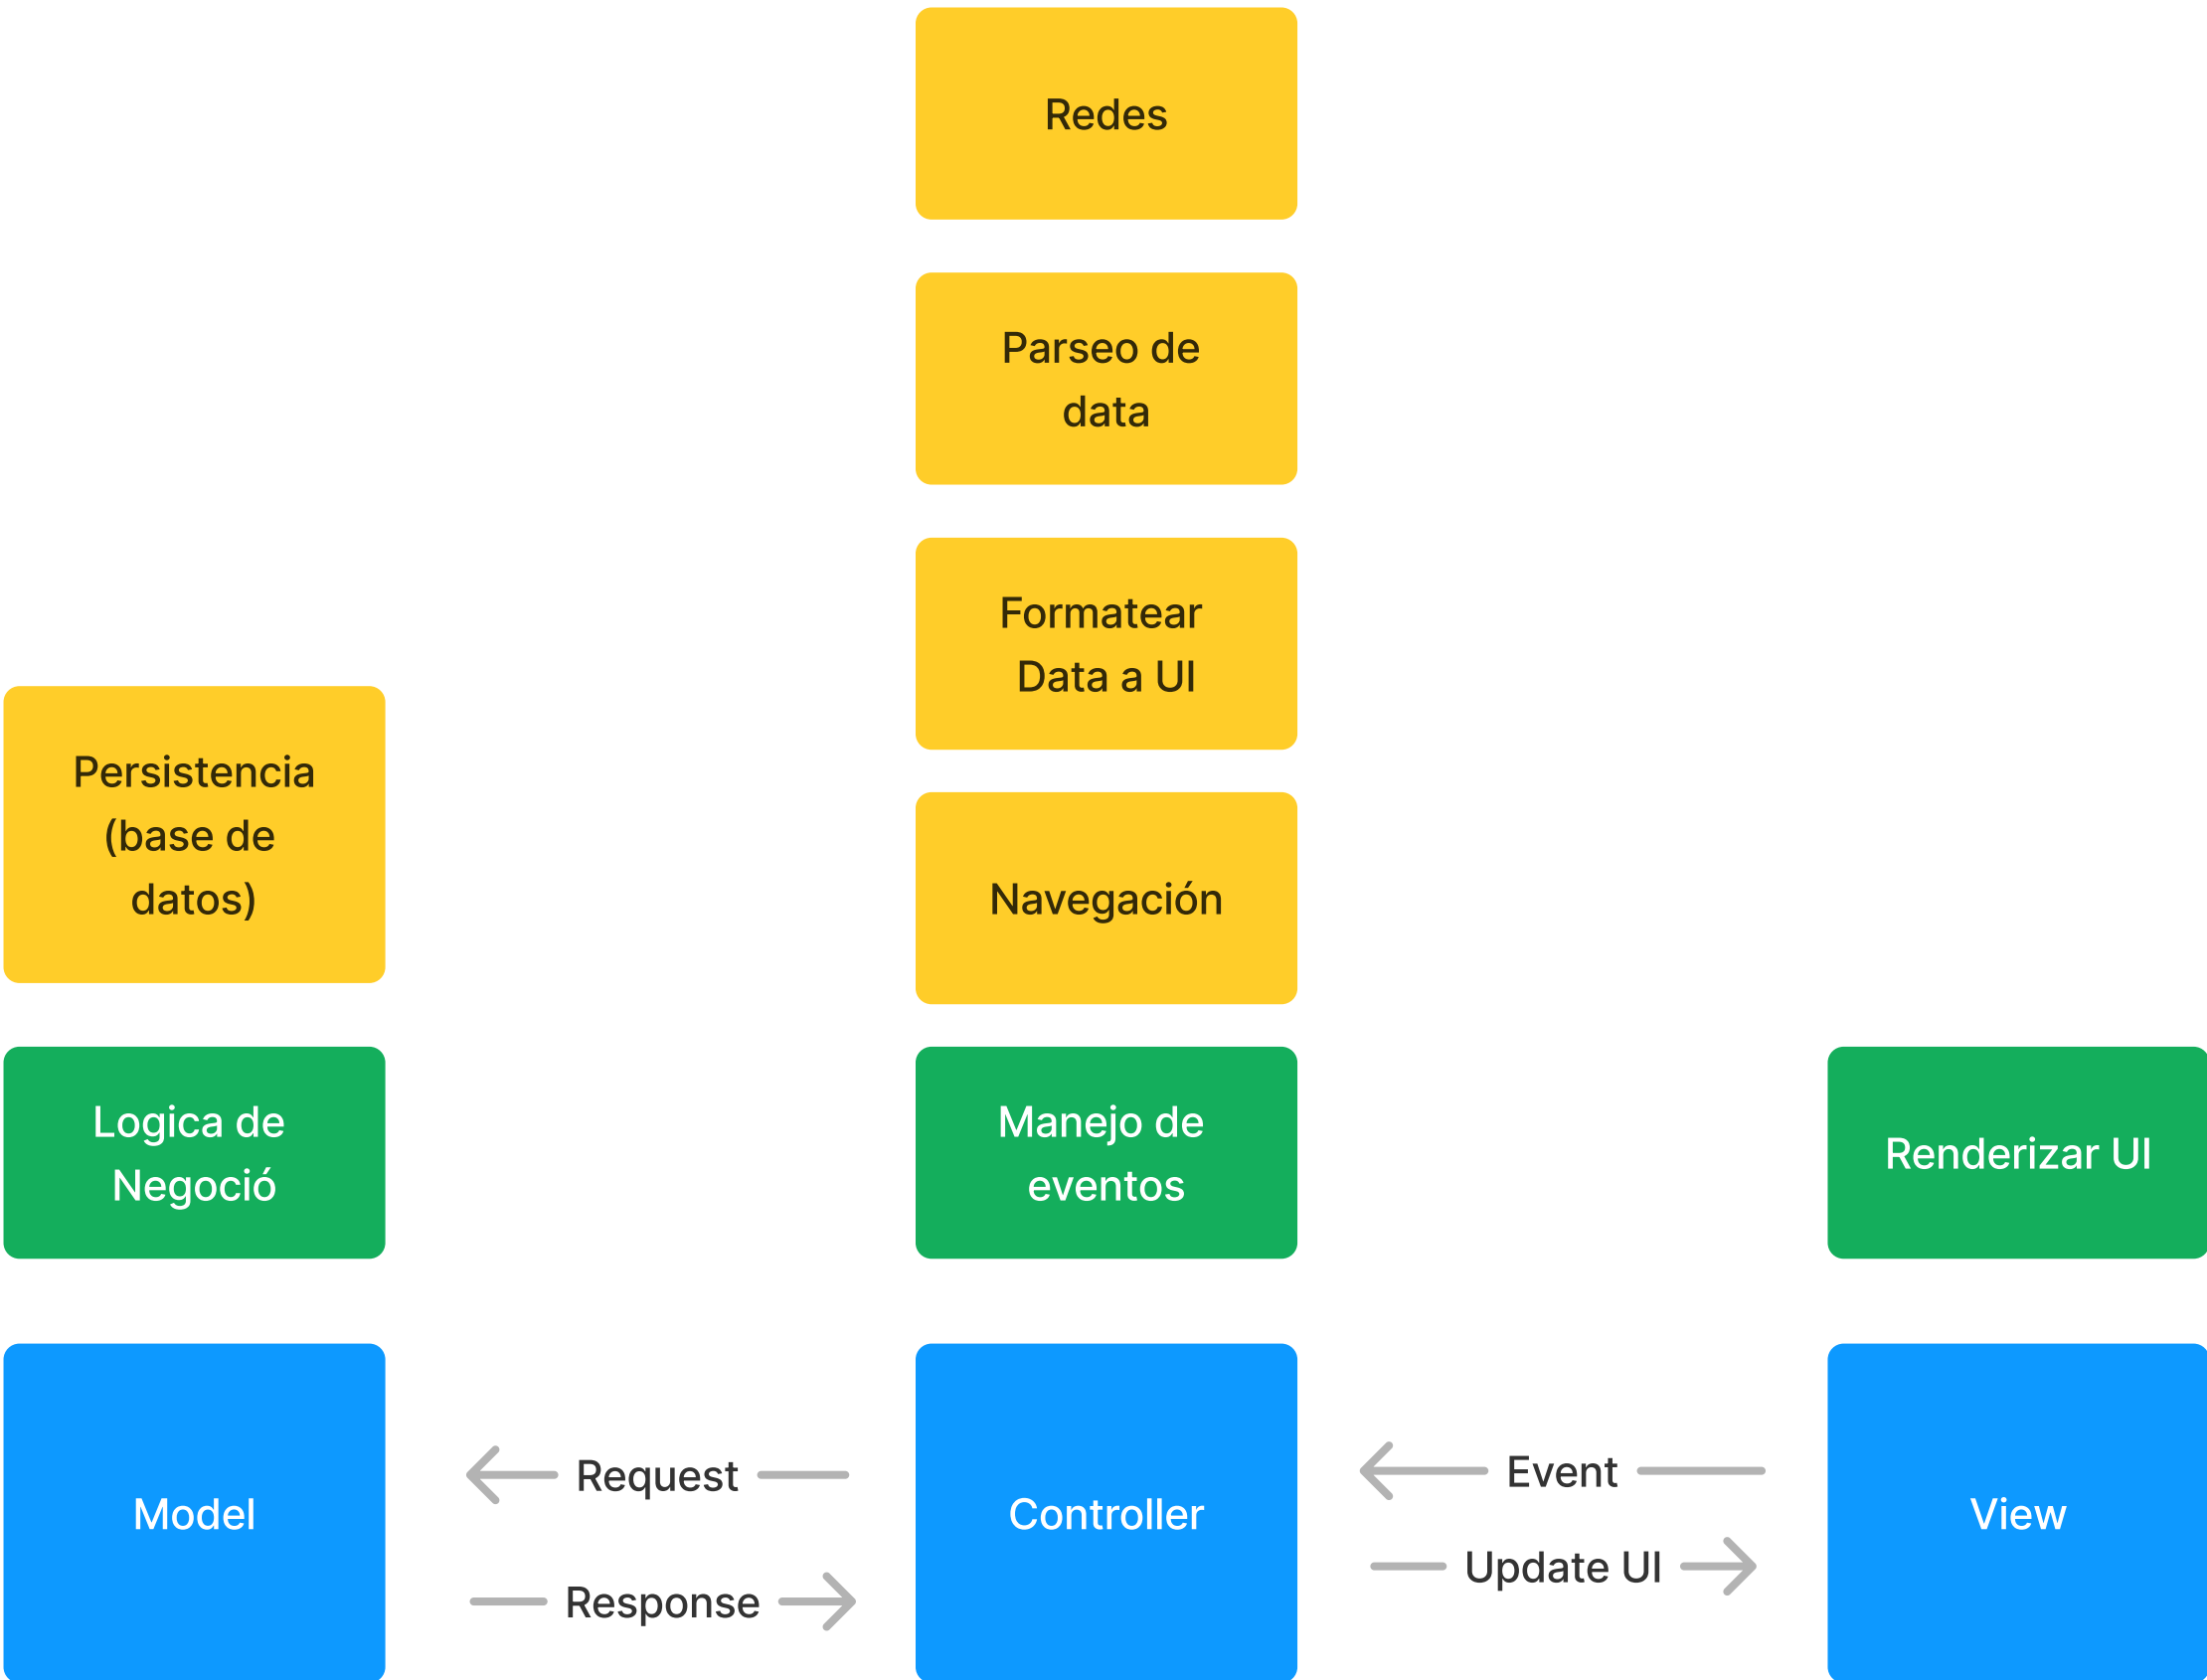 Redes
Parseo de
data
Formatear
Data a UI
Persistencia
(base de
datos)
Navegación
Logica de
Negoció
Manejo de
eventos
Renderizar UI
Model
Request
Response
Controller
Event
Update UI
View